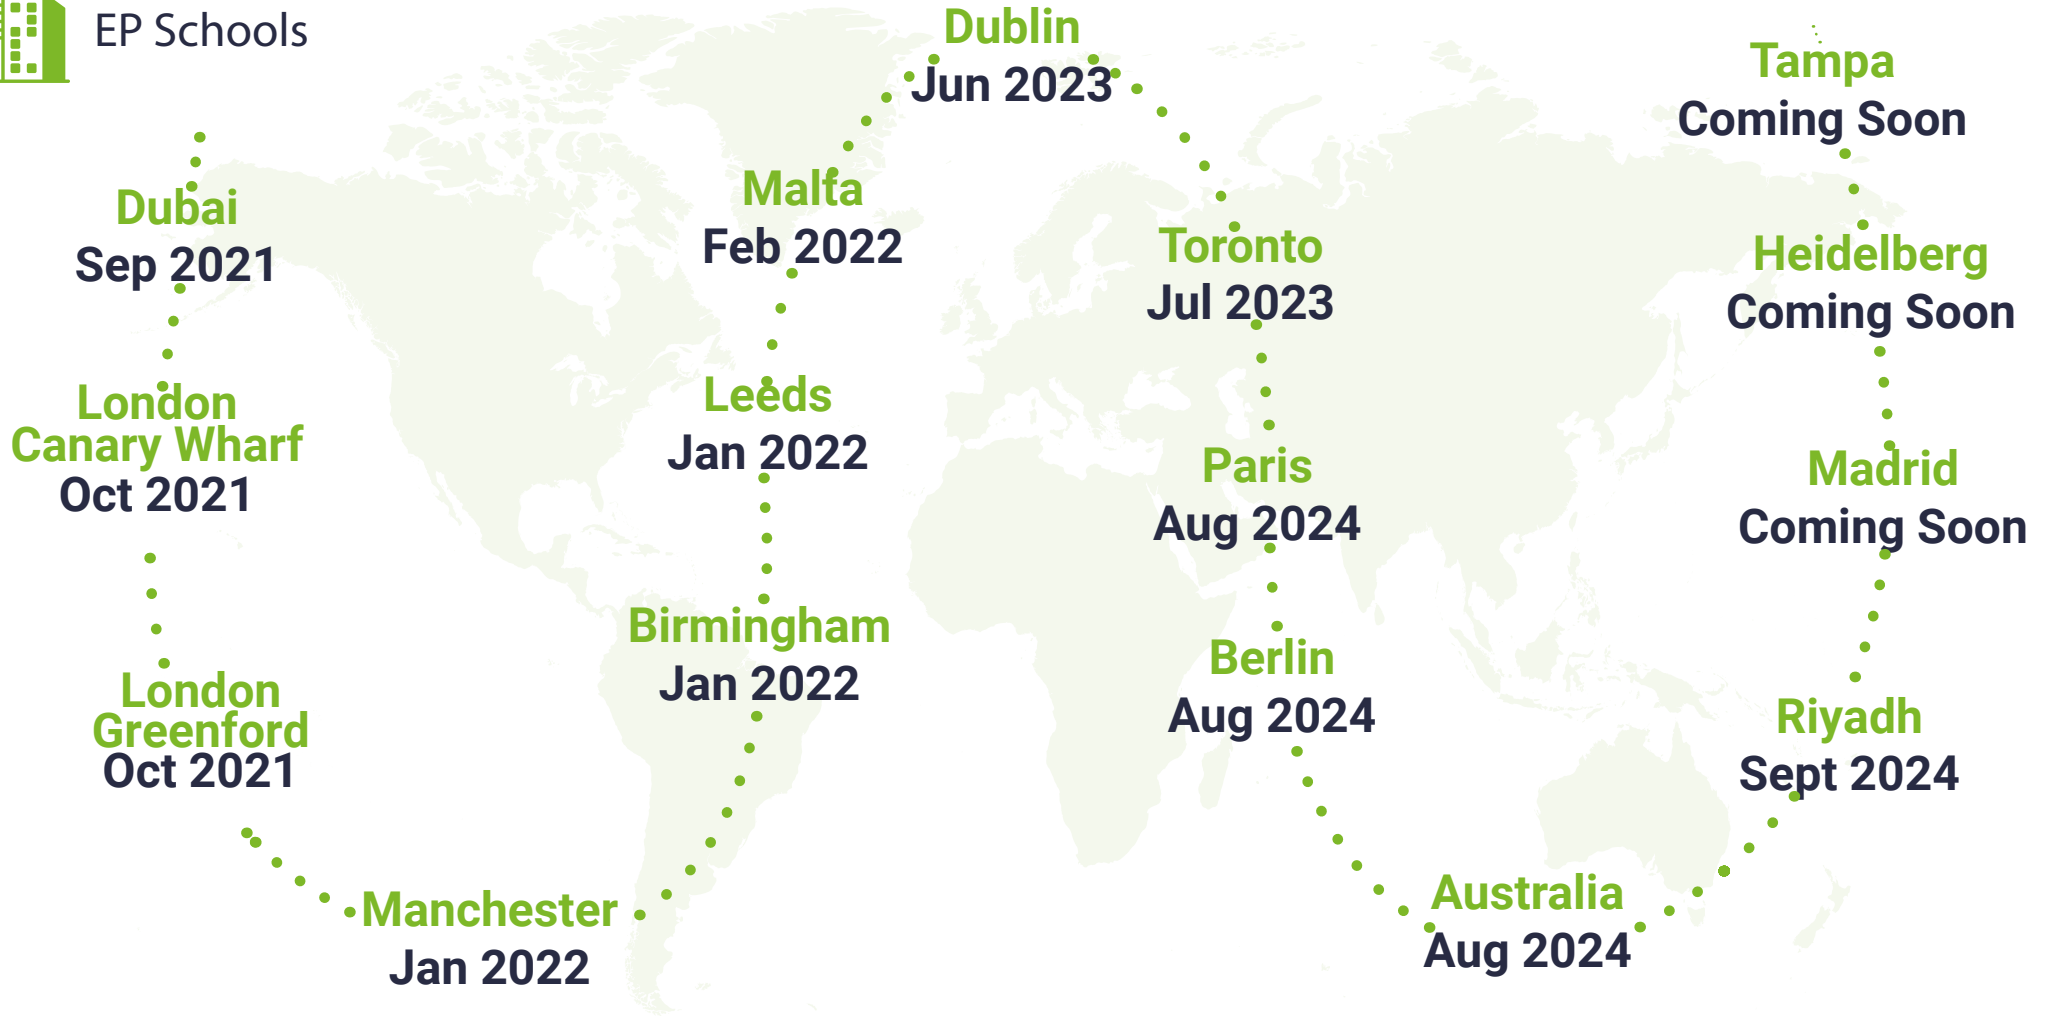 EP Schools
Dubai
Sep 2021
London
Canary Wharf
Oct 2021
London
Greenford
Oct 2021
Manchester
Jan 2022
Birmingham
Jan 2022
Leeds
Jan 2022
Malfa
Feb 2022
Dublin
Jun 2023
Toronto
Jul 2023
Paris
Aug 2024
Berlin
Aug 2024
Australia
Aug 2024
Riyadh
Sept 2024
Madrid
Coming Soon
Heidelberg
Coming Soon
Tampa
Coming Soon